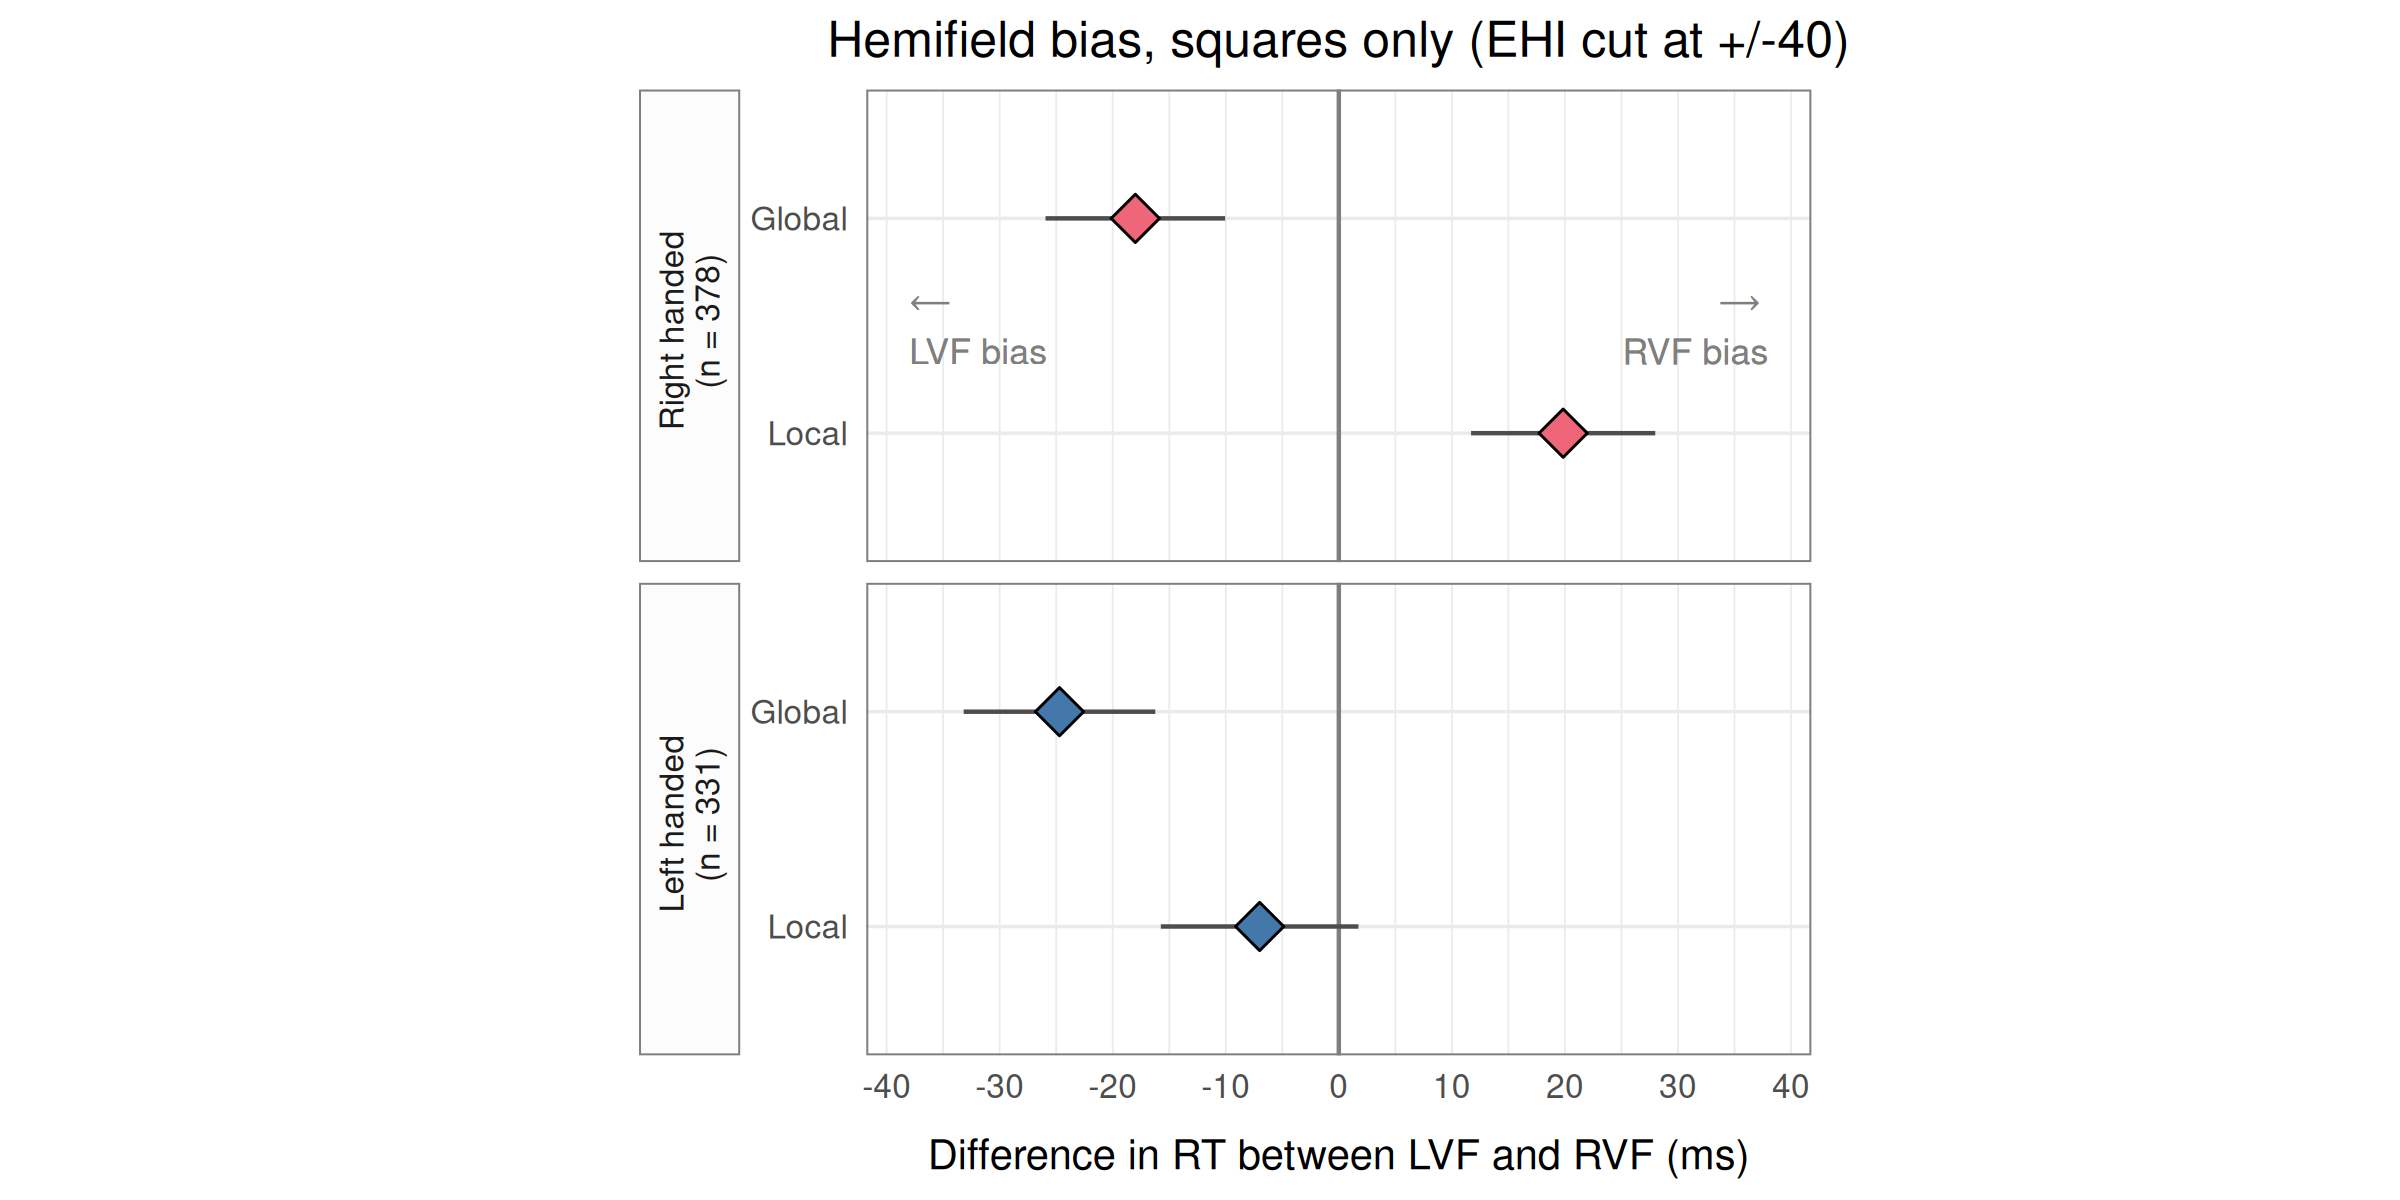 Hemifield bias, squares only (EHI cut at +/-40)
Right handed
(n = 378)
Global
←
→
LVF bias
RVF bias
Local
Left handed
(n = 331)
Global
Local
-40 -30 -20 -10 0 10 20 30 40
Difference in RT between LVF and RVF (ms)